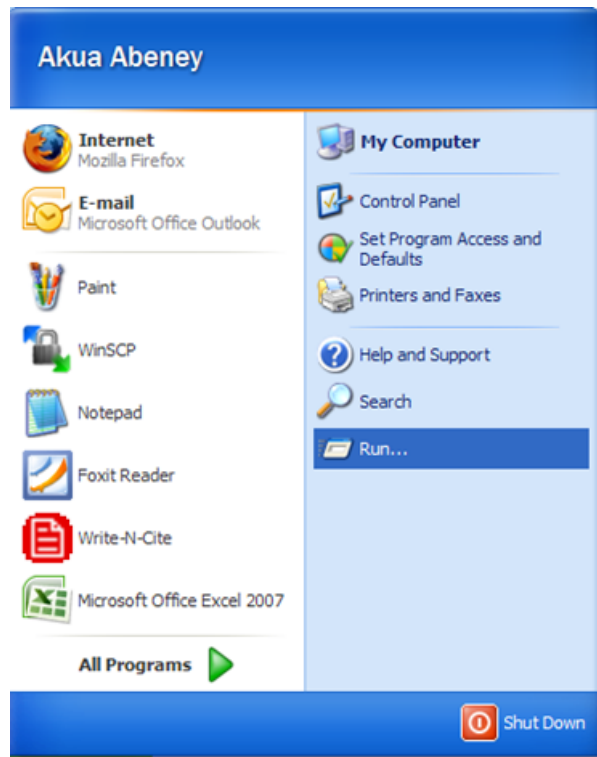 Akua Abeney
Internet
Mozilla Firefox
E-mail
Microsoft Office Outlook
Paint
WinSCP
Notepad
Foxit Reader
Write-N-Cite
Microsoft Office Excel 2007
All Programs
My Computer
Control Panel
Set Program Access and
Defaults
Printers and Faxes
Help and Support
Search
Run...
Shut Down